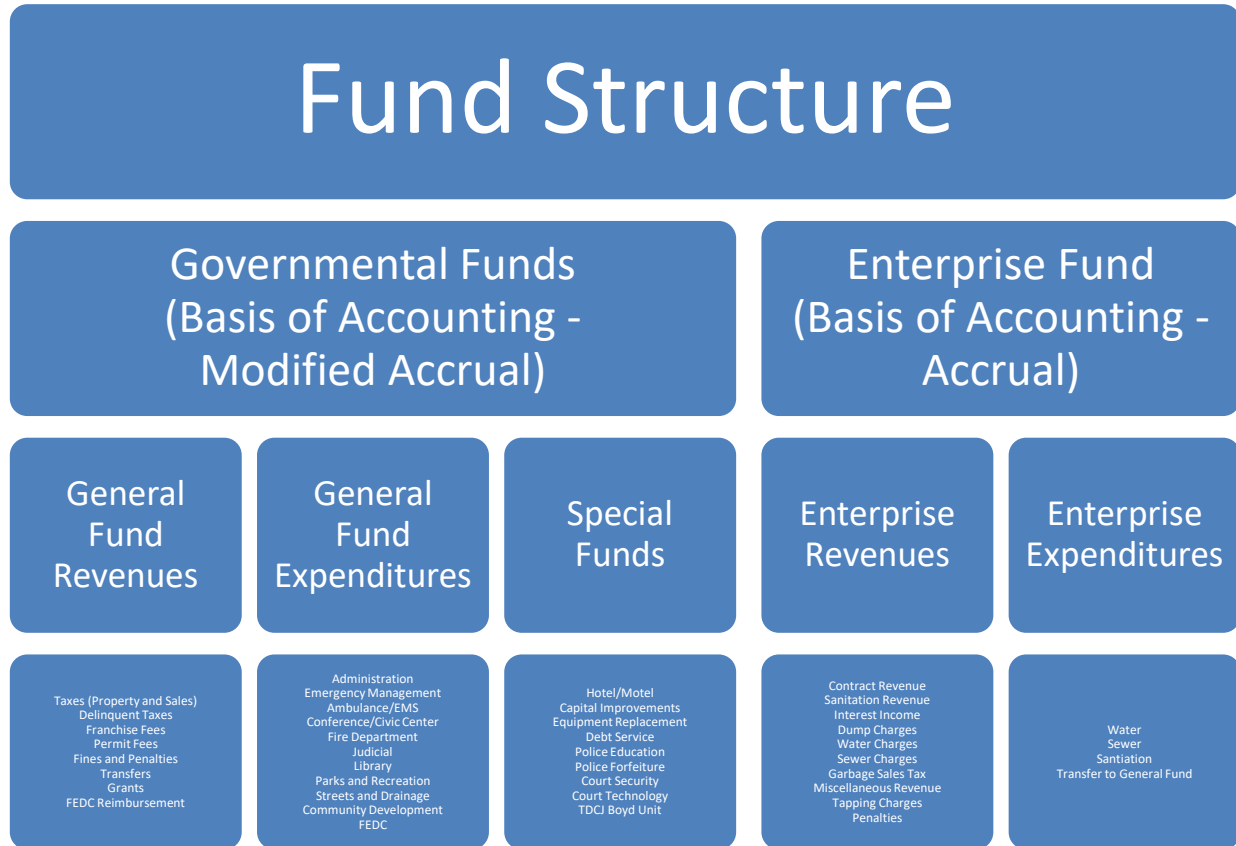 Fund Structure
Governmental Funds
(Basis of Accounting -
Modified Accrual)
Enterprise Fund
(Basis of Accounting -
Accrual)
General
Fund
Revenues
General
Fund
Expenditures
Special
Funds
Enterprise
Revenues
Enterprise
Expenditures
Taxes (Property and Sales)
Delinquent Taxes
Franchise Fees
Permit Fees
Fines and Penalties
Transfers
Grants
FEDC Reimbursement
Administration
Emergency Management
Ambulance/EMS
Conference/Civic Center
Fire Department
Judicial
Library
Parks and Recreation
Streets and Drainage
Community Development
FEDC
Hotel/Motel
Capital Improvements
Equipment Replacement
Debt Service
Police Education
Police Forfeiture
Court Security
Court Technology
TDCJ Boyd Unit
Contract Revenue
Sanitation Revenue
Interest Income
Dump Charges
Water Charges
Sewer Charges
Garbage Sales Tax
Miscellaneous Revenue
Tapping Charges
Penalties
Water
Sewer
Santiation
Transfer to General Fund